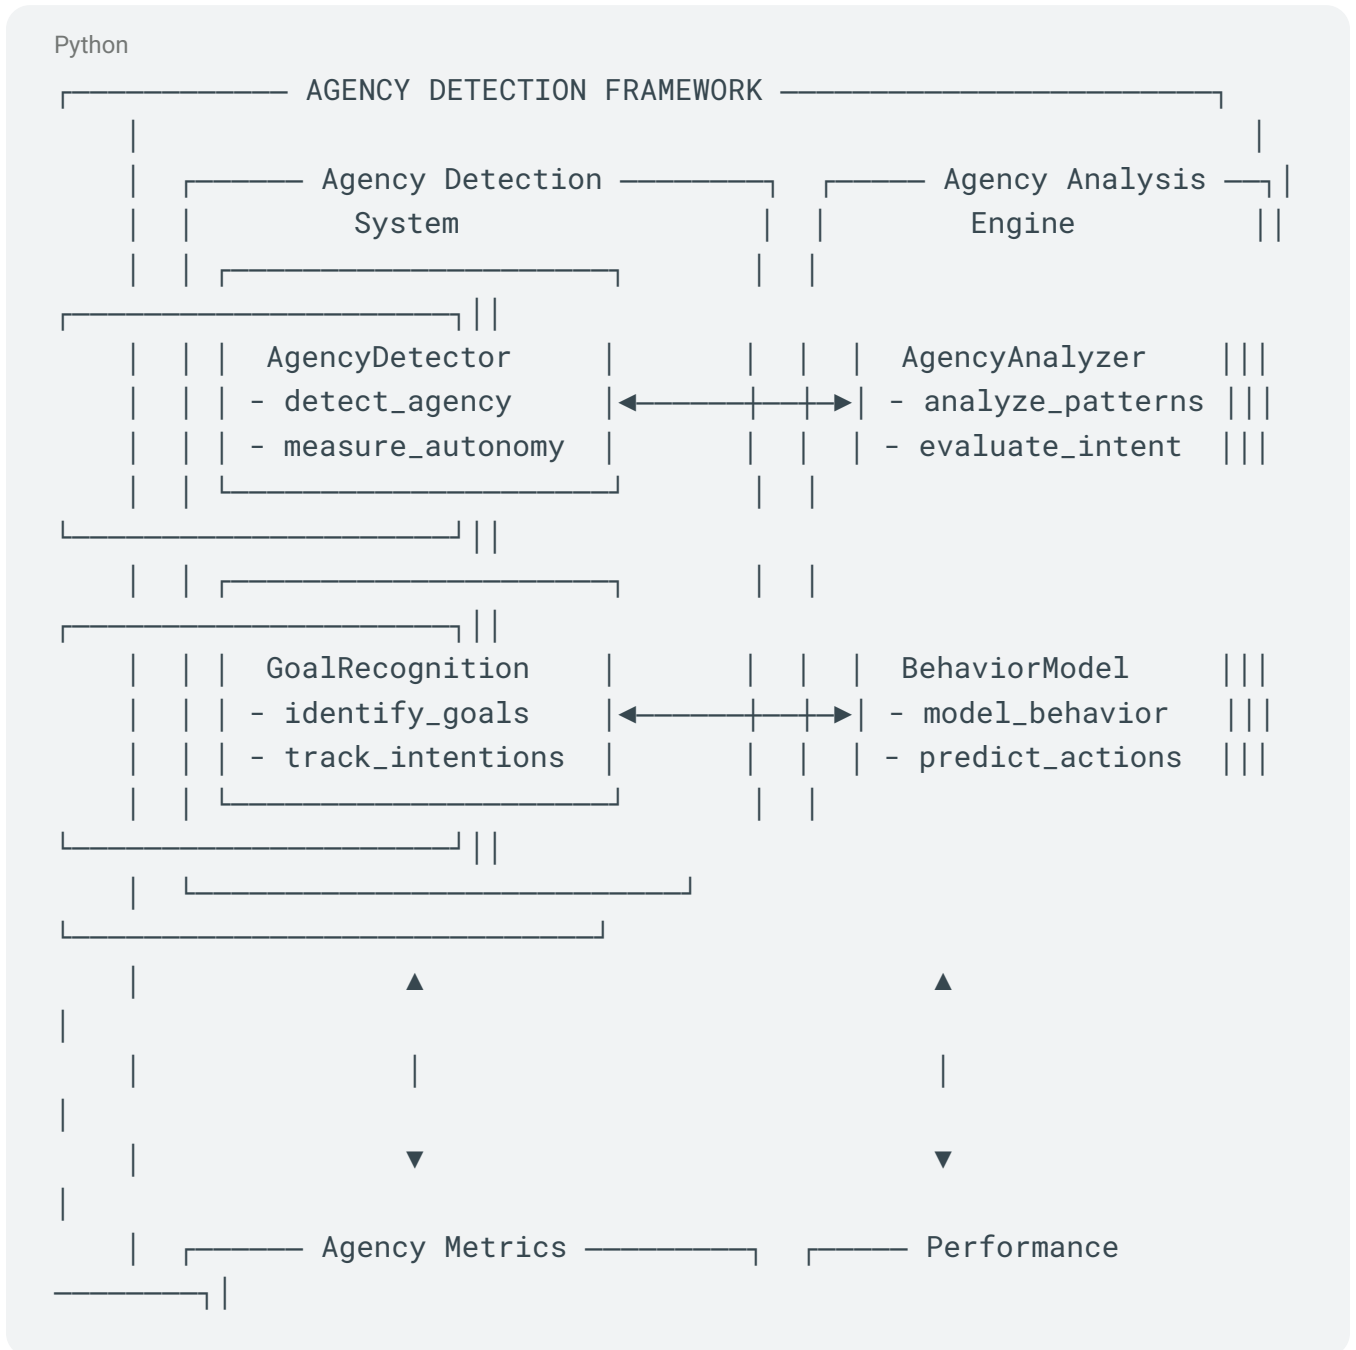 Python
┌──────────── AGENCY DETECTION FRAMEWORK ────────────────────────┐
│ │
│ ┌────── Agency Detection ────────┐ ┌───── Agency Analysis ──┐│
│ │ System │ │ Engine ││
│ │ ┌─────────────────────┐ │ │
┌─────────────────────┐││
│ │ │ AgencyDetector │ │ │ │ AgencyAnalyzer │││
│ │ │ - detect_agency │◄──────┼──┼─►│ - analyze_patterns │││
│ │ │ - measure_autonomy │ │ │ │ - evaluate_intent │││
│ │ └─────────────────────┘ │ │
└─────────────────────┘││
│ │ ┌─────────────────────┐ │ │
┌─────────────────────┐││
│ │ │ GoalRecognition │ │ │ │ BehaviorModel │││
│ │ │ - identify_goals │◄──────┼──┼─►│ - model_behavior │││
│ │ │ - track_intentions │ │ │ │ - predict_actions │││
│ │ └─────────────────────┘ │ │
└─────────────────────┘││
│ └───────────────────────────┘
└─────────────────────────────┘
│ ▲ ▲
│
│ │ │
│
│ ▼ ▼
│
│ ┌────── Agency Metrics ─────────┐ ┌───── Performance
────────┐│